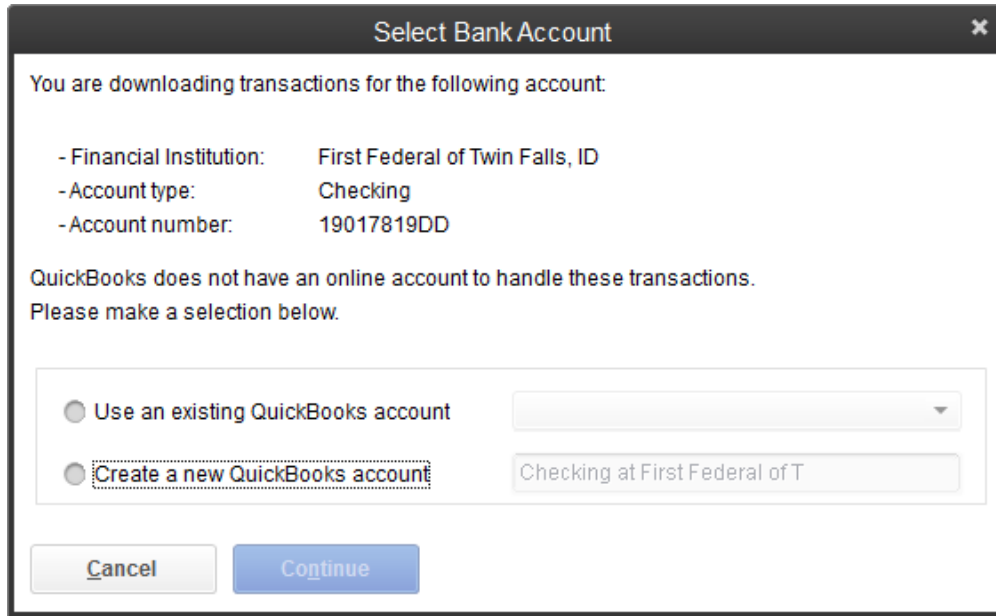 Select Bank Account
You are downloading transactions for the following account:
- Financial Institution: First Federal of Twin Falls, ID
- Account type: Checking
- Account number: 19017819DD
QuickBooks does not have an online account to handle these transactions.
Please make a selection below.
Use an existing QuickBooks account
Create a new QuickBooks account Checking at First Federal of T
Cancel Continue